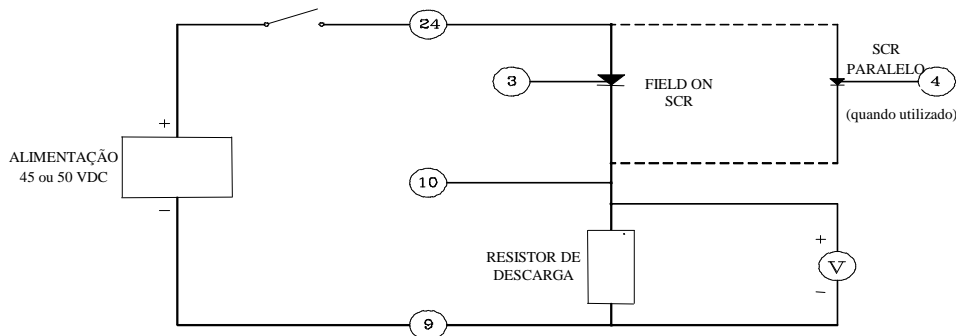 24
SCR
PARALELO
3
4
FIELD ON
SCR
(quando utilizado)
+
ALIMENTAÇÃO
45 ou 50 VDC
10
−
+
RESISTOR DE
DESCARGA
V
−
9